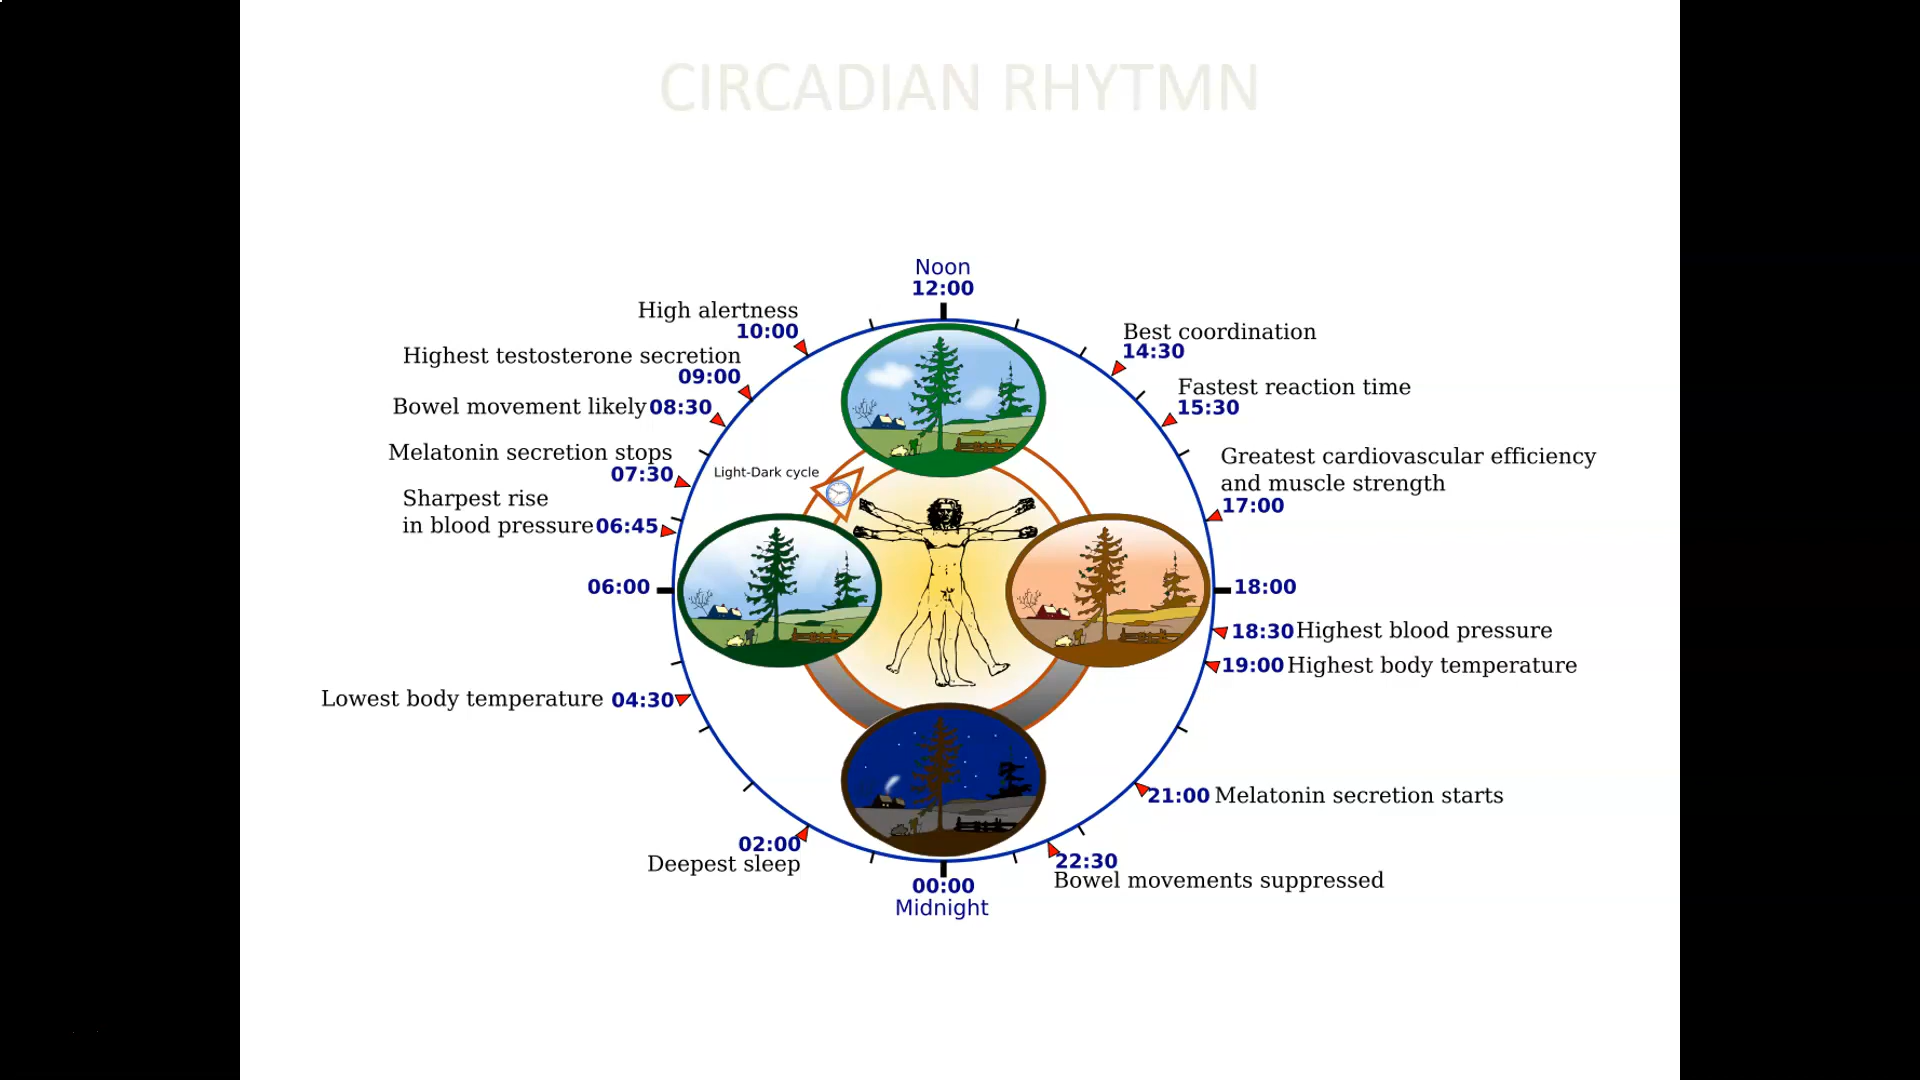 CIRCADIAN RHYTMN
Noon
12:00
High alertness
10:00
Highest testosterone secretion
09:00
Bowel movement likely 08:30
Melatonin secretion stops
07:30
Sharpest rise
in blood pressure 06:45
06:00
Lowest body temperature 04:30
02:00
Deepest sleep
00:00
Midnight
Light-Dark cycle
Best coordination
14:30
Fastest reaction time
15:30
Greatest cardiovascular efficiency
and muscle strength
17:00
18:00
18:30 Highest blood pressure
19:00 Highest body temperature
21:00 Melatonin secretion starts
22:30
Bowel movements suppressed